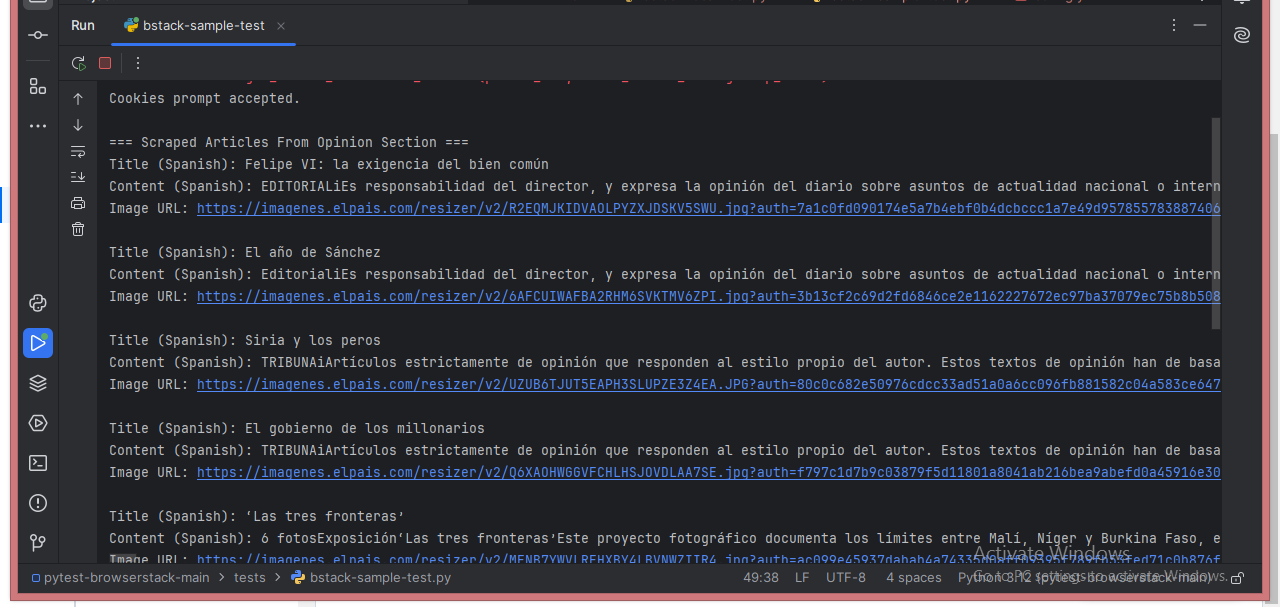 Run bstack-sample-test
Cookies prompt accepted.
=== Scraped Articles From Opinion Section ===
Title (Spanish): Felipe VI: la exigencia del bien común
Content (Spanish): EDITORIALiEs responsabilidad del director, y expresa la opinión del diario sobre asuntos de actualidad nacional o intern
Image URL: https://imagenes.elpais.com/resizer/v2/R2EQMJKIDVAOLPYZXJDSKV5SWU.jpg?auth=7a1c0fd090174e5a7b4ebf0b4dcbccc1a7e49d957855783887406
Title (Spanish): El año de Sánchez
Content (Spanish): EditorialiEs responsabilidad del director, y expresa la opinión del diario sobre asuntos de actualidad nacional o intern
Image URL: https://imagenes.elpais.com/resizer/v2/6AFCUIWAFBA2RHM6SVKTMV6ZPI.jpg?auth=3b13cf2c69d2fd6846ce2e1162227672ec97ba37079ec75b8b508
Title (Spanish): Siria y los peros
Content (Spanish): TRIBUNAiArtículos estrictamente de opinión que responden al estilo propio del autor. Estos textos de opinión han de basa
Image URL: https://imagenes.elpais.com/resizer/v2/UZUB6TJUT5EAPH3SLUPZE3Z4EA.JPG?auth=80c0c682e50976cdcc33ad51a0a6cc096fb881582c04a583ce647
Title (Spanish): El gobierno de los millonarios
Content (Spanish): TRIBUNAiArtículos estrictamente de opinión que responden al estilo propio del autor. Estos textos de opinión han de basa
Image URL: https://imagenes.elpais.com/resizer/v2/Q6XAOHWGGVFCHLHSJOVDLAA7SE.jpg?auth=f797c1d7b9c03879f5d11801a8041ab216bea9abefd0a45916e30
Title (Spanish): ‘Las tres fronteras’
Content (Spanish): 6 fotosExposición‘Las tres fronteras’Este proyecto fotográfico documenta los límites entre Malí, Níger y Burkina Faso, e
Image URL:
Activate Windows
Go to PC settings to activate Windows.
pytest-browserstack-main > tests > bstack-sample-test.py 49:38 LF UTF-8 4 spaces Python 3.12 (pytest-browserstack-main)